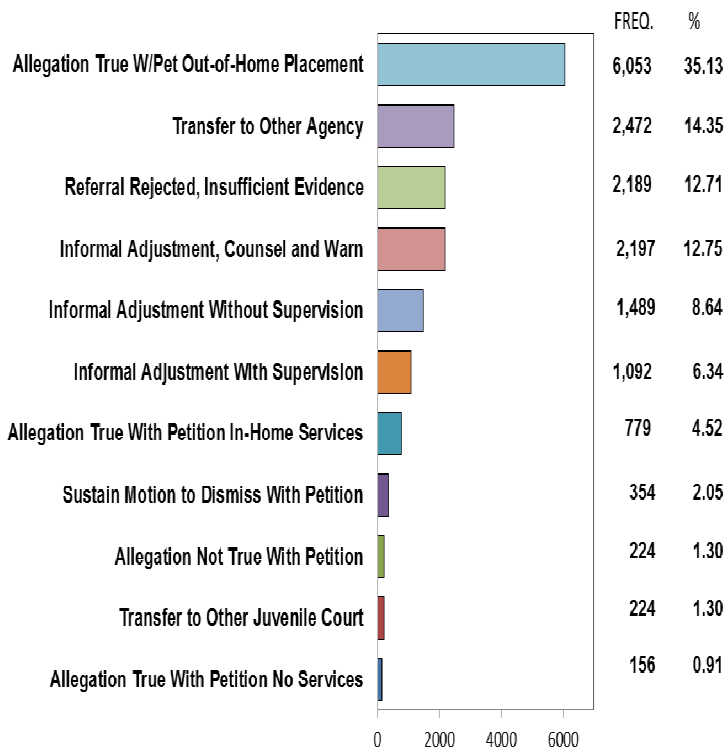 FREQ. %
Allegation True W/Pet Out-of-Home Placement 6,053 35.13
Transfer to Other Agency 2,472 14.35
Referral Rejected, Insufficient Evidence 2,189 12.71
Informal Adjustment, Counsel and Warn 2,197 12.75
Informal Adjustment Without Supervision 1,489 8.64
Informal Adjustment With Supervision 1,092 6.34
Allegation True With Petition In-Home Services 779 4.52
Sustain Motion to Dismiss With Petition 354 2.05
Allegation Not True With Petition 224 1.30
Transfer to Other Juvenile Court 224 1.30
Allegation True With Petition No Services 156 0.91
0 2000 4000 6000